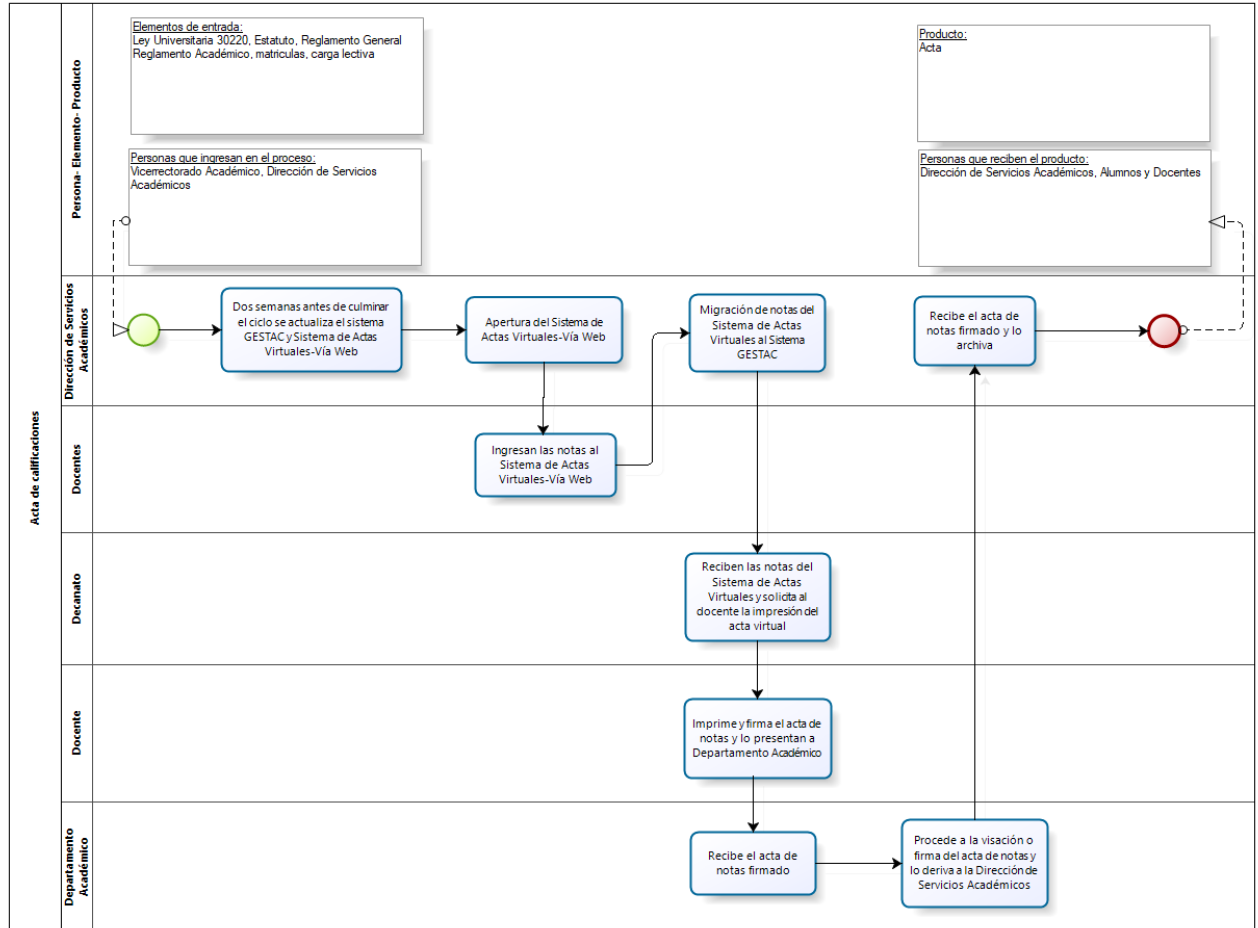 Acta de calificaciones
Persona- Elemento- Producto
Elementos de entrada:
Ley Universitaria 30220, Estatuto, Reglamento General
Reglamento Académico, matriculas, carga lectiva
Personas que ingresan en el proceso:
Vicerrectorado Académico, Dirección de Servicios
Académicos
Producto:
Acta
Personas que reciben el producto:
Dirección de Servicios Académicos, Alumnos y Docentes
Dirección de Servicios
Académicos
Dos semanas antes de culminar
el ciclo se actualiza el sistema
GESTAC y Sistema de Actas
Virtuales-Vía Web
Apertura del Sistema de
Actas Virtuales-Vía Web
Migración de notas del
Sistema de Actas
Virtuales al Sistema
GESTAC
Recibe el acta de
notas firmado y lo
archiva
Docentes
Ingresan las notas al
Sistema de Actas
Virtuales-Vía Web
Decanato
Reciben las notas del
Sistema de Actas
Virtuales y solicita al
docente la impresión del
acta virtual
Docente
Imprime y firma el acta de
notas y lo presentan a
Departamento Académico
Departamento
Académico
Recibe el acta de
notas firmado
Procede a la visación o
firma del acta de notas y
lo deriva a la Dirección de
Servicios Académicos